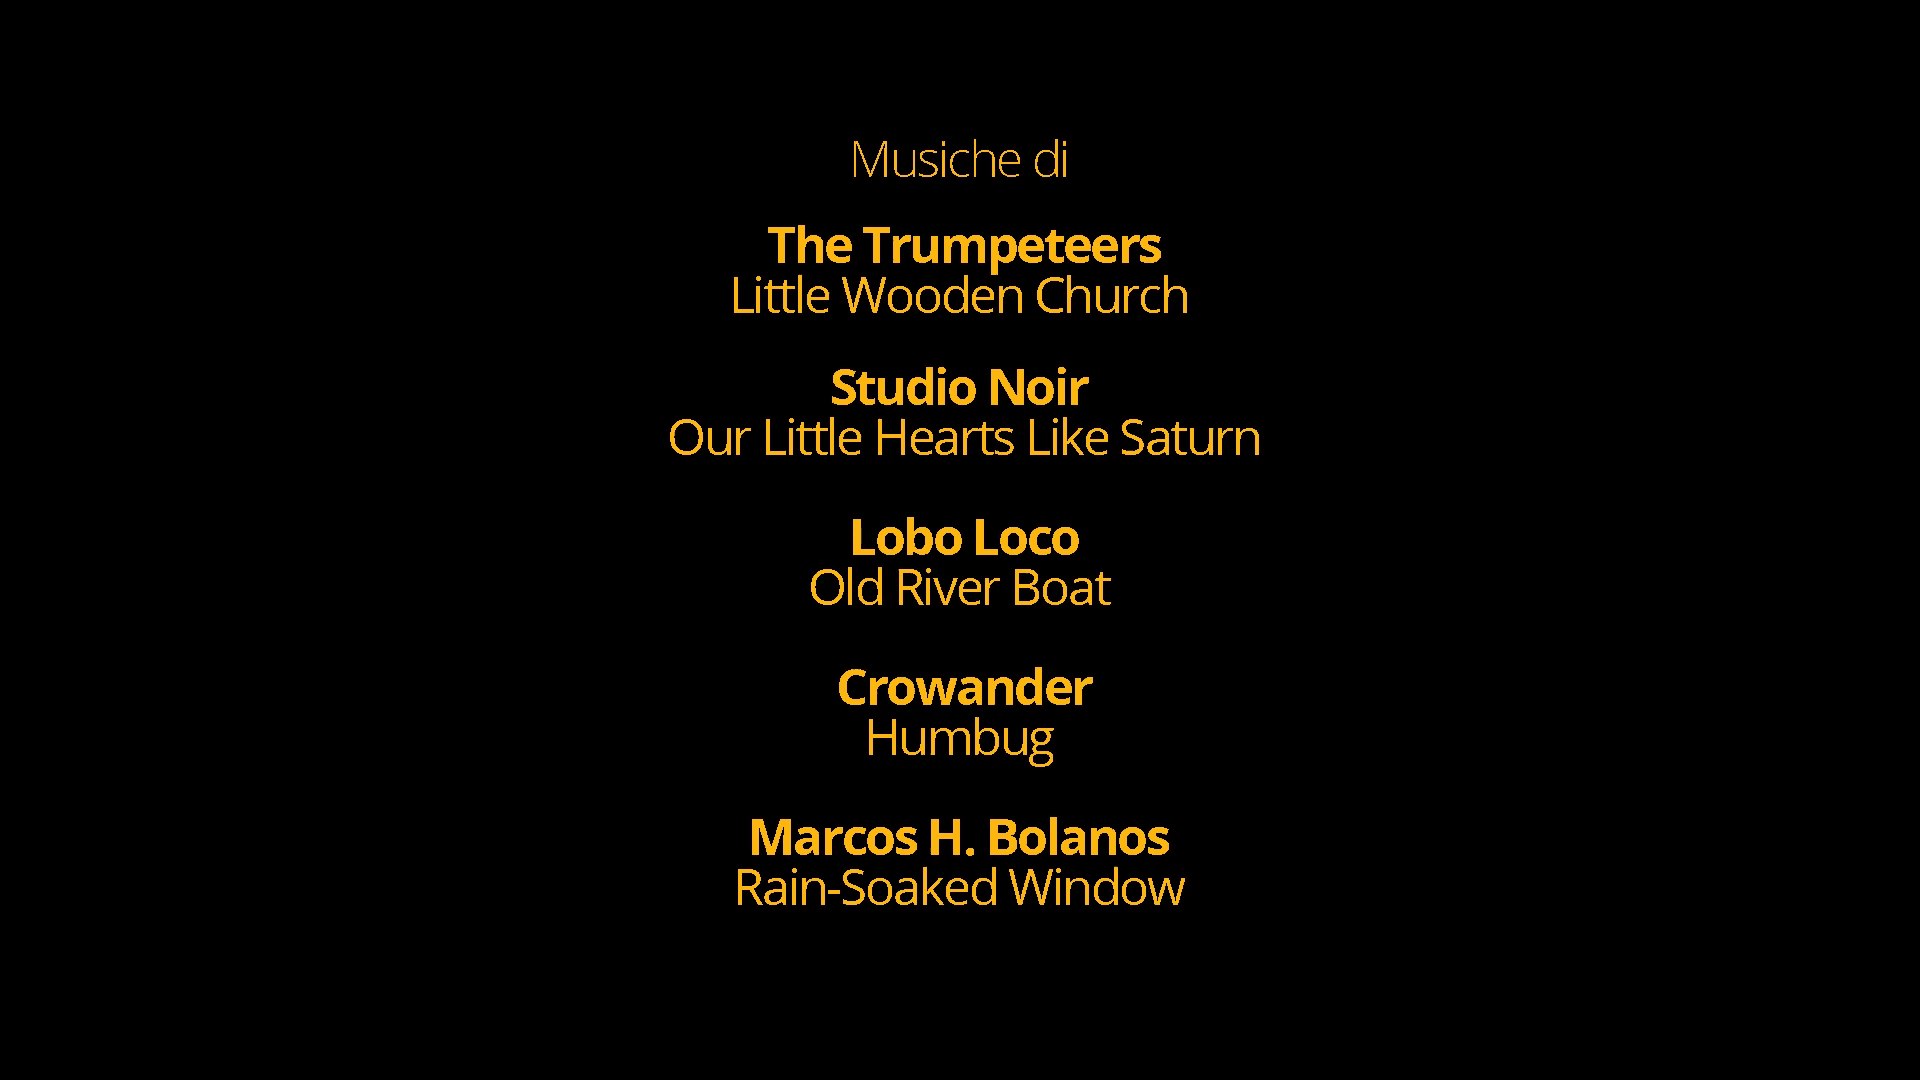 Musiche di
The Trumpeteers
Little Wooden Church
Studio Noir
Our Little Hearts Like Saturn
Lobo Loco
Old River Boat
Crowander
Humbug
Marcos H. Bolanos
Rain-Soaked Window